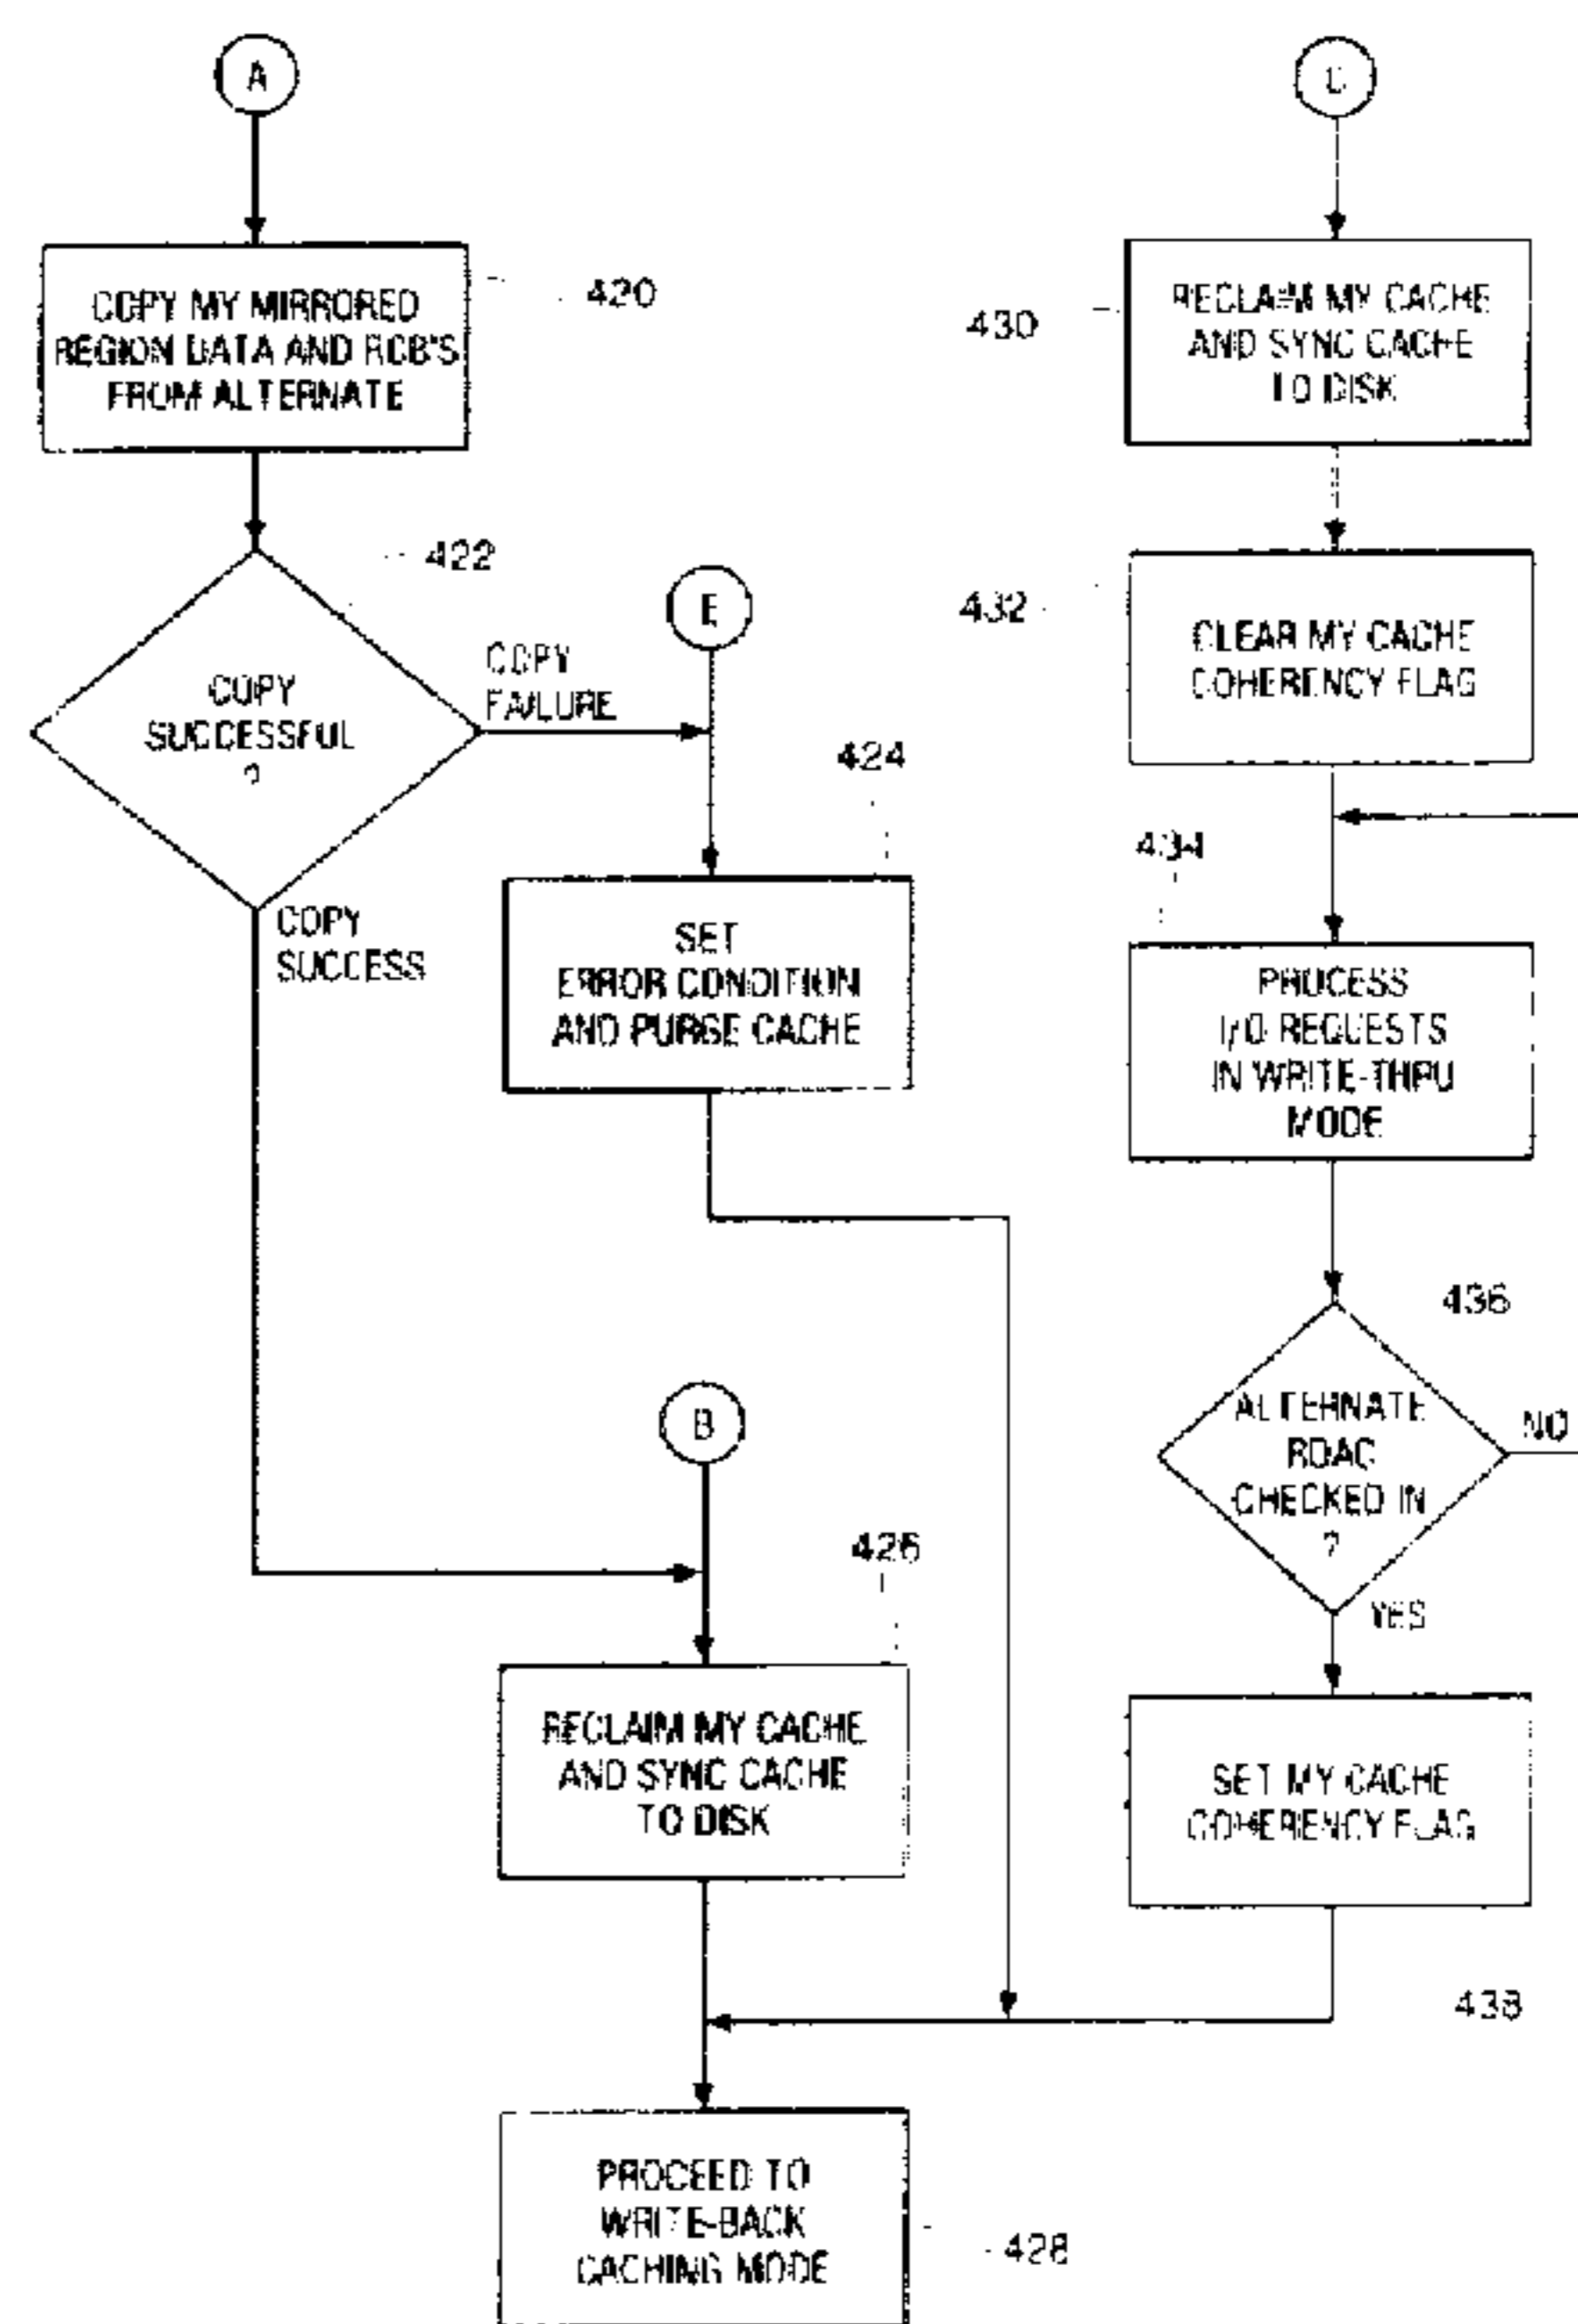 A
COPY MY MIRRORED
REGION DATA AND RCB'S
FROM ALTERNATE
420
422
COPY
SUCCESSFUL
?
COPY
FAILURE
COPY
SUCCESS
E
424
SET
ERROR CONDITION
AND PURGE CACHE
B
426
RECLAIM MY CACHE
AND SYNC CACHE
TO DISK
PROCEED TO
WRITE-BACK
CACHING MODE
428
C
430
RECLAIM MY CACHE
AND SYNC CACHE
TO DISK
432
CLEAR MY CACHE
COHERENCY FLAG
434
PROCESS
I/O REQUESTS
IN WRITE-THRU
MODE
436
ALTERNATE
RDAC
CHECKED IN
?
NO
YES
SET MY CACHE
COHERENCY FLAG
438